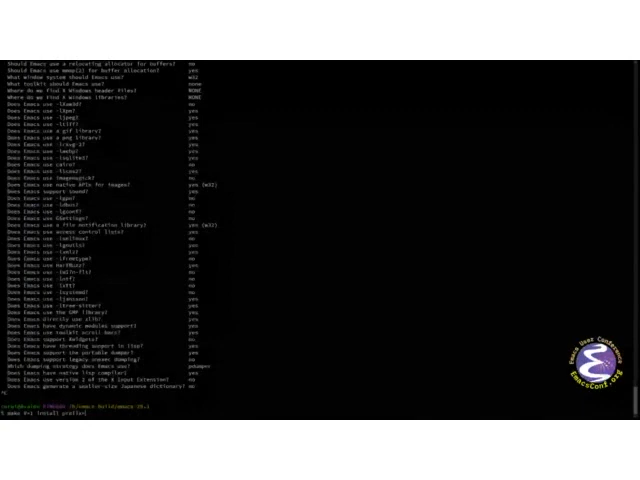 Should Emacs use a relocating allocator for buffers? no
Should Emacs use mmap(2) for buffer allocation? yes
What window system should Emacs use? w32
What toolkit should Emacs use? none
Where do we find X Windows header files? NONE
Where do we find X Windows libraries? NONE
Does Emacs use -lXaw3d? no
Does Emacs use -lXpm? yes
Does Emacs use -ljpeg? yes
Does Emacs use -ltiff? yes
Does Emacs use a gif library? yes
Does Emacs use a png library? yes
Does Emacs use -lrsvg-2? yes
Does Emacs use -lwebp? yes
Does Emacs use -lsqlite3? yes
Does Emacs use cairo? no
Does Emacs use -llcms2? yes
Does Emacs use imagemagick? no
Does Emacs use native APIs for images? yes (w32)
Does Emacs support sound? yes
Does Emacs use -lgpm? no
Does Emacs use -ldbus? no
Does Emacs use -lgconf? no
Does Emacs use GSettings? no
Does Emacs use a file notification library? yes (w32)
Does Emacs use access control lists? yes
Does Emacs use -lselinux? no
Does Emacs use -lgnutls? yes
Does Emacs use -lxml2? yes
Does Emacs use -lfreetype? no
Does Emacs use HarfBuzz? yes
Does Emacs use -lm17n-flt? no
Does Emacs use -lotf? no
Does Emacs use -lxft? no
Does Emacs use -lsystemd? no
Does Emacs use -ljansson? yes
Does Emacs use -ltree-sitter? yes
Does Emacs use the GMP library? yes
Does Emacs directly use zlib? yes
Does Emacs have dynamic modules support? yes
Does Emacs use toolkit scroll bars? yes
Does Emacs support Xwidgets? no
Does Emacs have threading support in lisp? yes
Does Emacs support the portable dumper? yes
Does Emacs support legacy unexec dumping? no
Which dumping strategy does Emacs use? pdumper
Does Emacs have native lisp compiler? yes
Does Emacs use version 2 of the X Input Extension? no
Does Emacs generate a smaller-size Japanese dictionary? no
$ make install prefix=
Emacs User Conference
EmacsConf.org